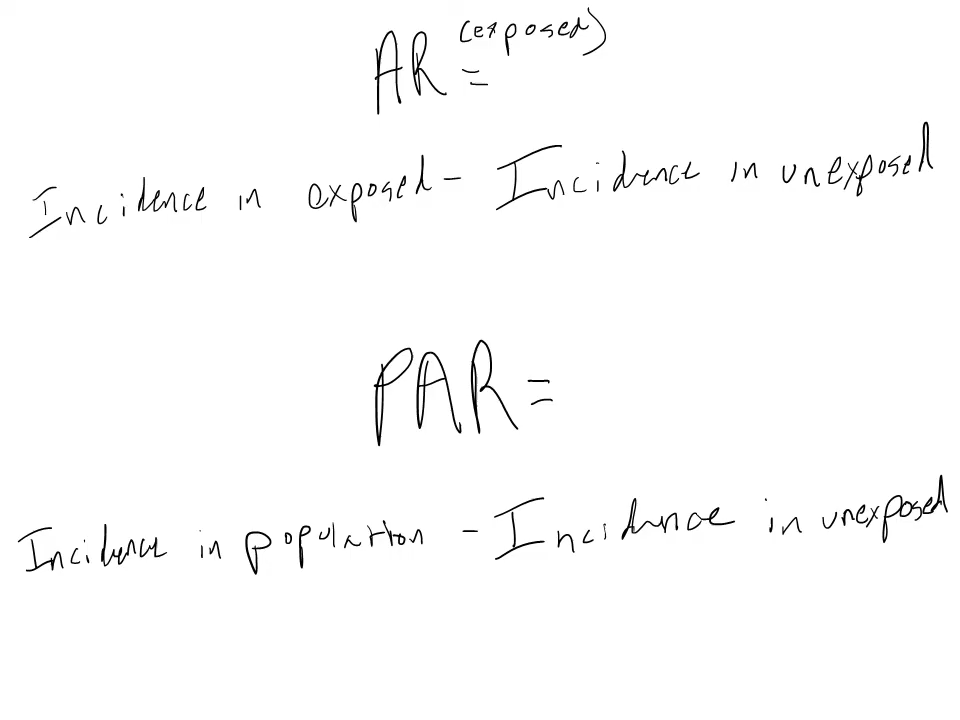 AR (exposed) =
Incidence in exposed - Incidence in unexposed
PAR =
Incidence in population - Incidence in unexposed